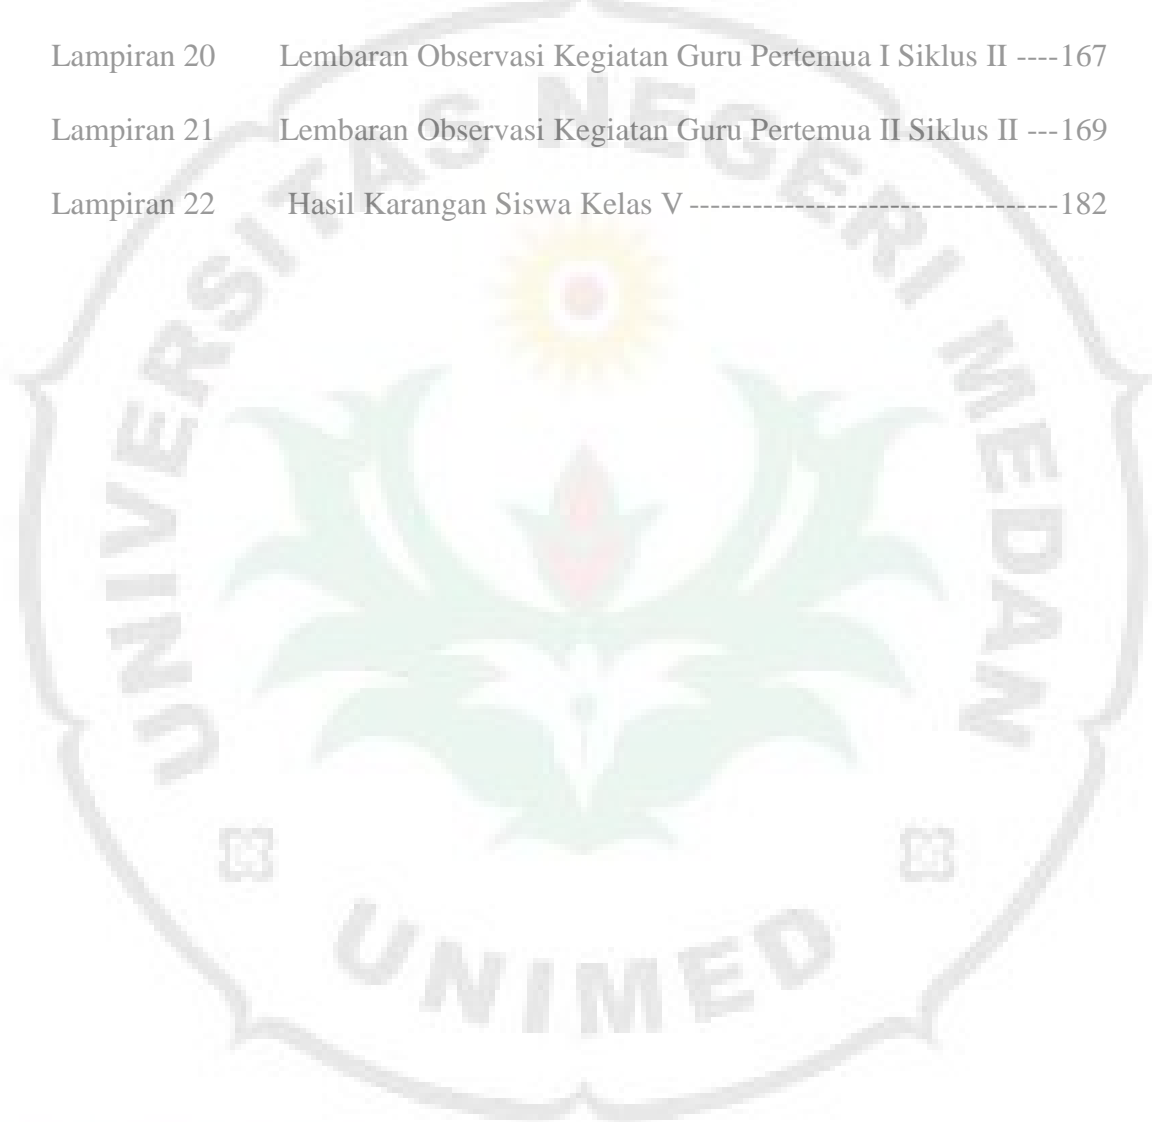 Lampiran 20 Lembaran Observasi Kegiatan Guru Pertemua I Siklus II ----167
Lampiran 21 Lembaran Observasi Kegiatan Guru Pertemua II Siklus II ---169
Lampiran 22 Hasil Karangan Siswa Kelas V -----------------------------------182
UNIVERSITAS NEGERI MEDAN
UNIMED